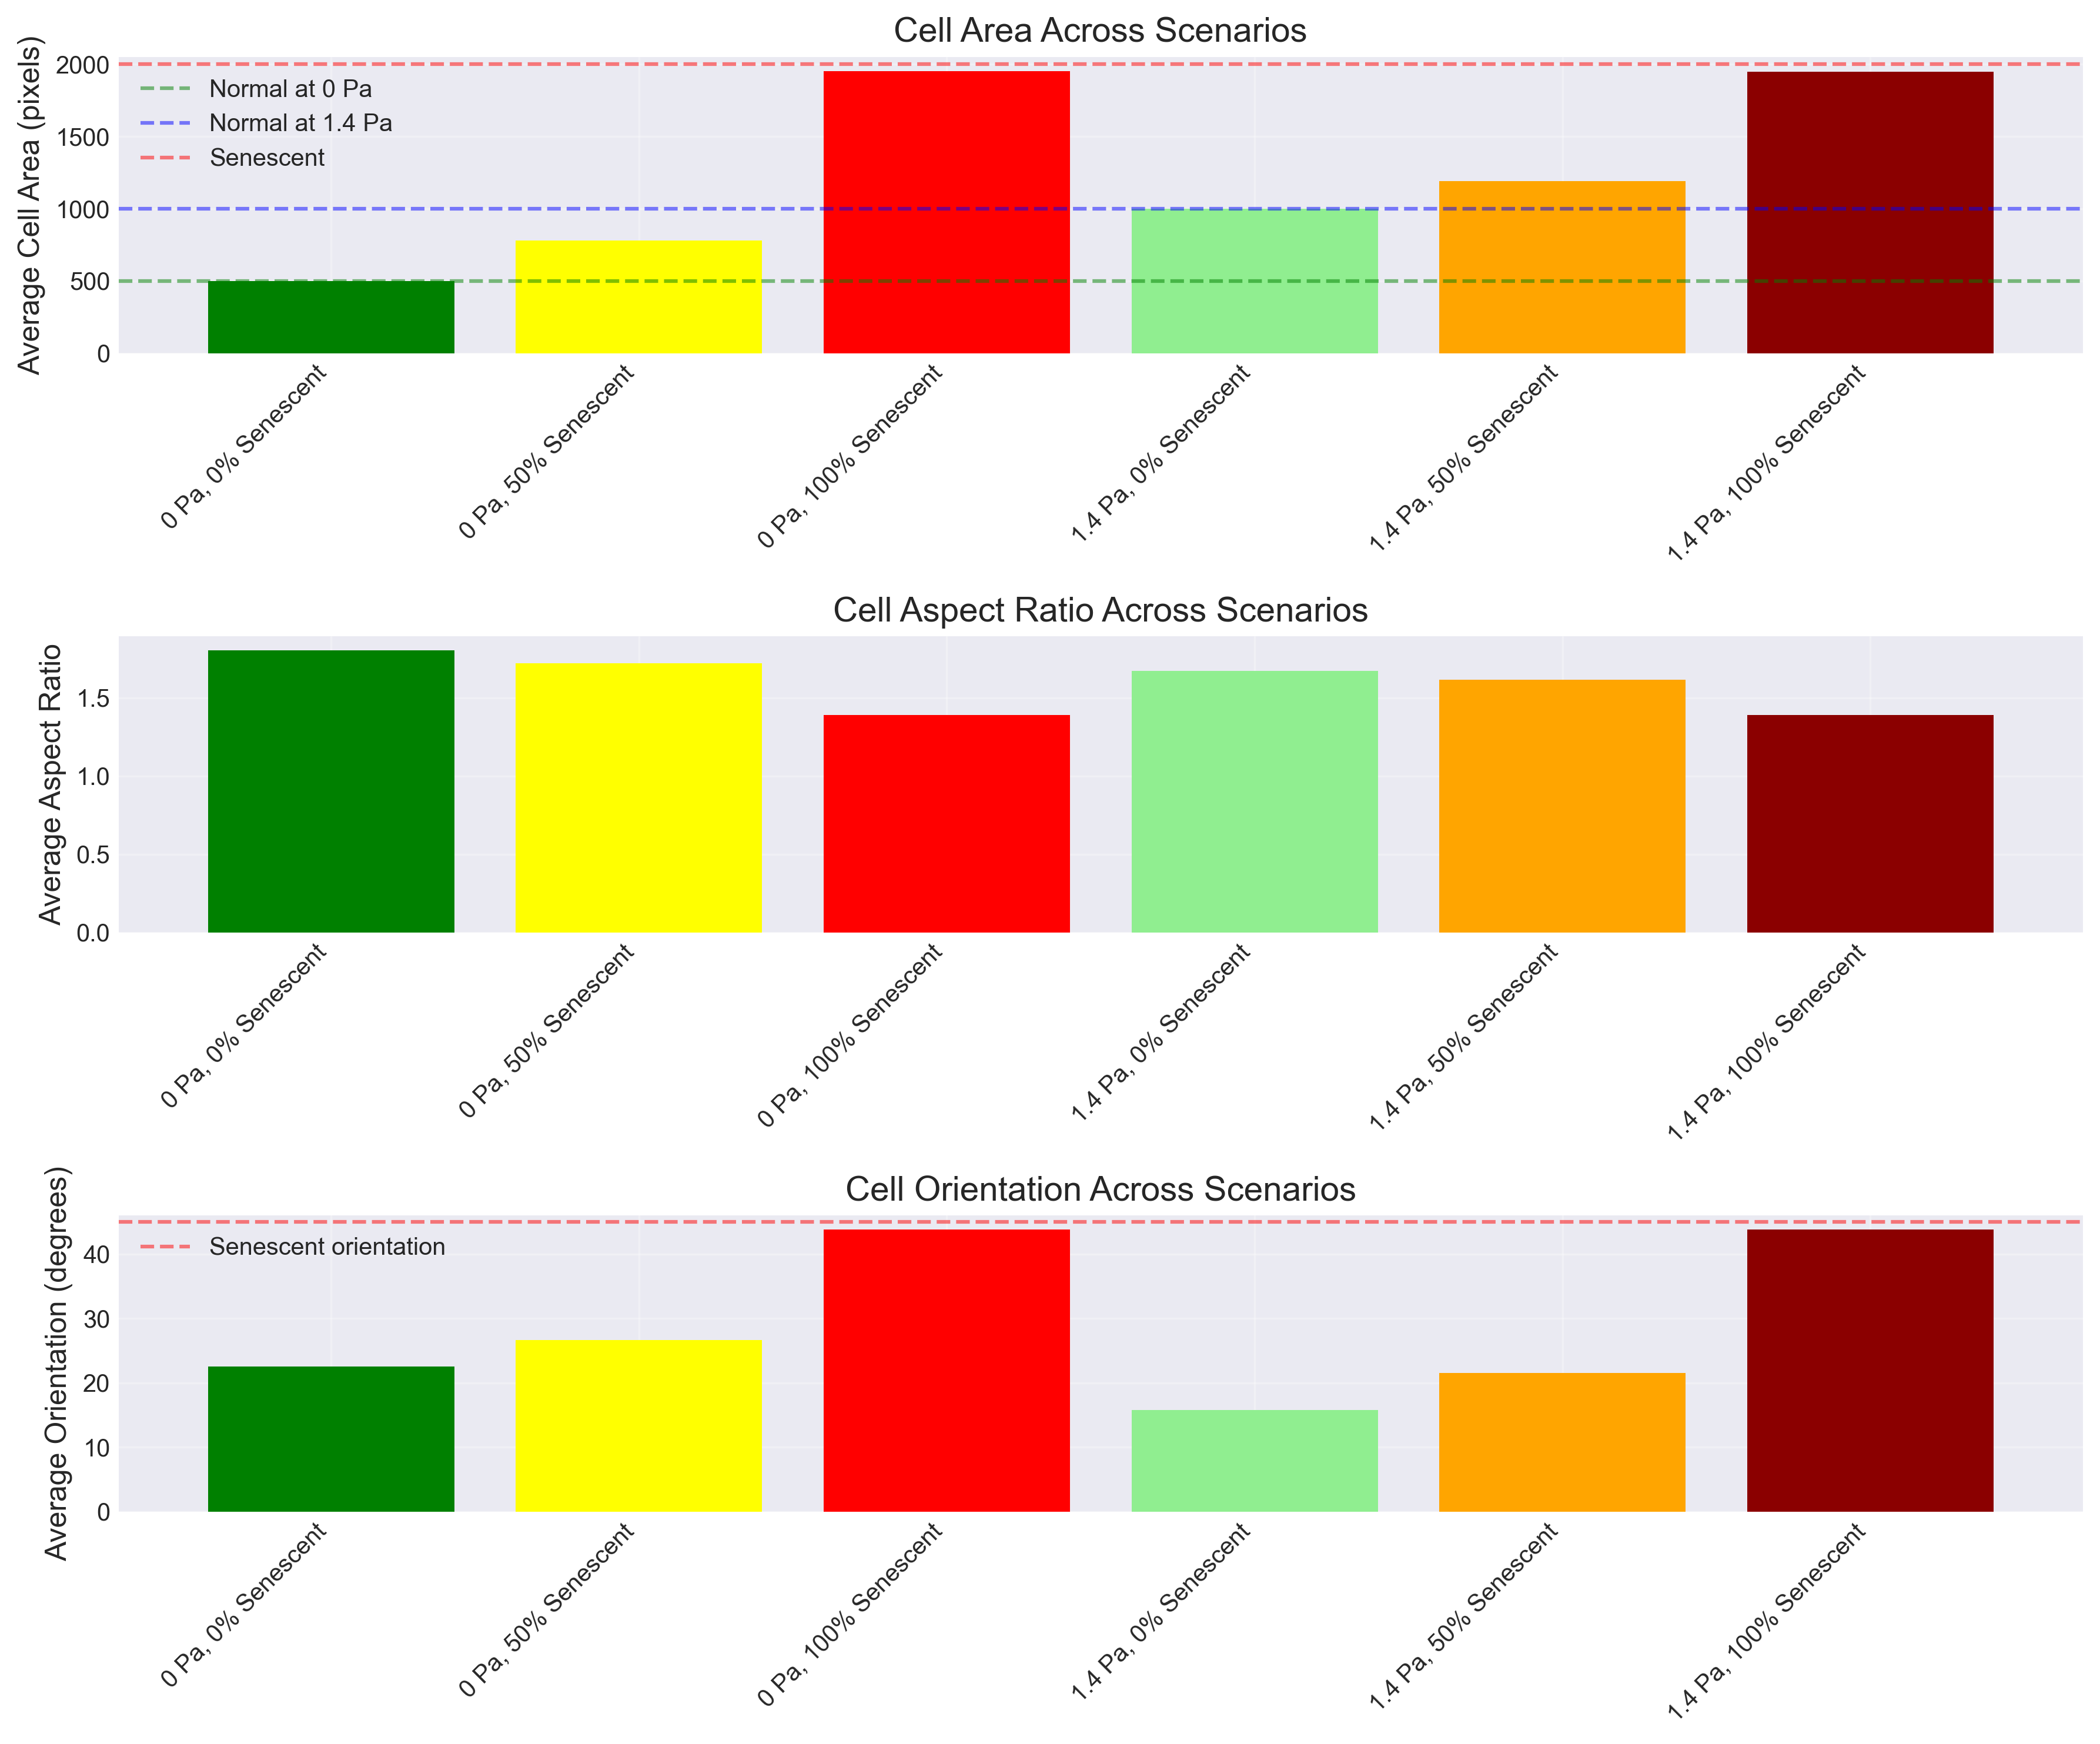 Cell Area Across Scenarios
Average Cell Area (pixels)
2000
1500
1000
500
0
Normal at 0 Pa
Normal at 1.4 Pa
Senescent
0 Pa, 0% Senescent
0 Pa, 50% Senescent
0 Pa, 100% Senescent
1.4 Pa, 0% Senescent
1.4 Pa, 50% Senescent
1.4 Pa, 100% Senescent
Cell Aspect Ratio Across Scenarios
Average Aspect Ratio
1.5
1.0
0.5
0.0
0 Pa, 0% Senescent
0 Pa, 50% Senescent
0 Pa, 100% Senescent
1.4 Pa, 0% Senescent
1.4 Pa, 50% Senescent
1.4 Pa, 100% Senescent
Cell Orientation Across Scenarios
Average Orientation (degrees)
40
30
20
10
0
Senescent orientation
0 Pa, 0% Senescent
0 Pa, 50% Senescent
0 Pa, 100% Senescent
1.4 Pa, 0% Senescent
1.4 Pa, 50% Senescent
1.4 Pa, 100% Senescent